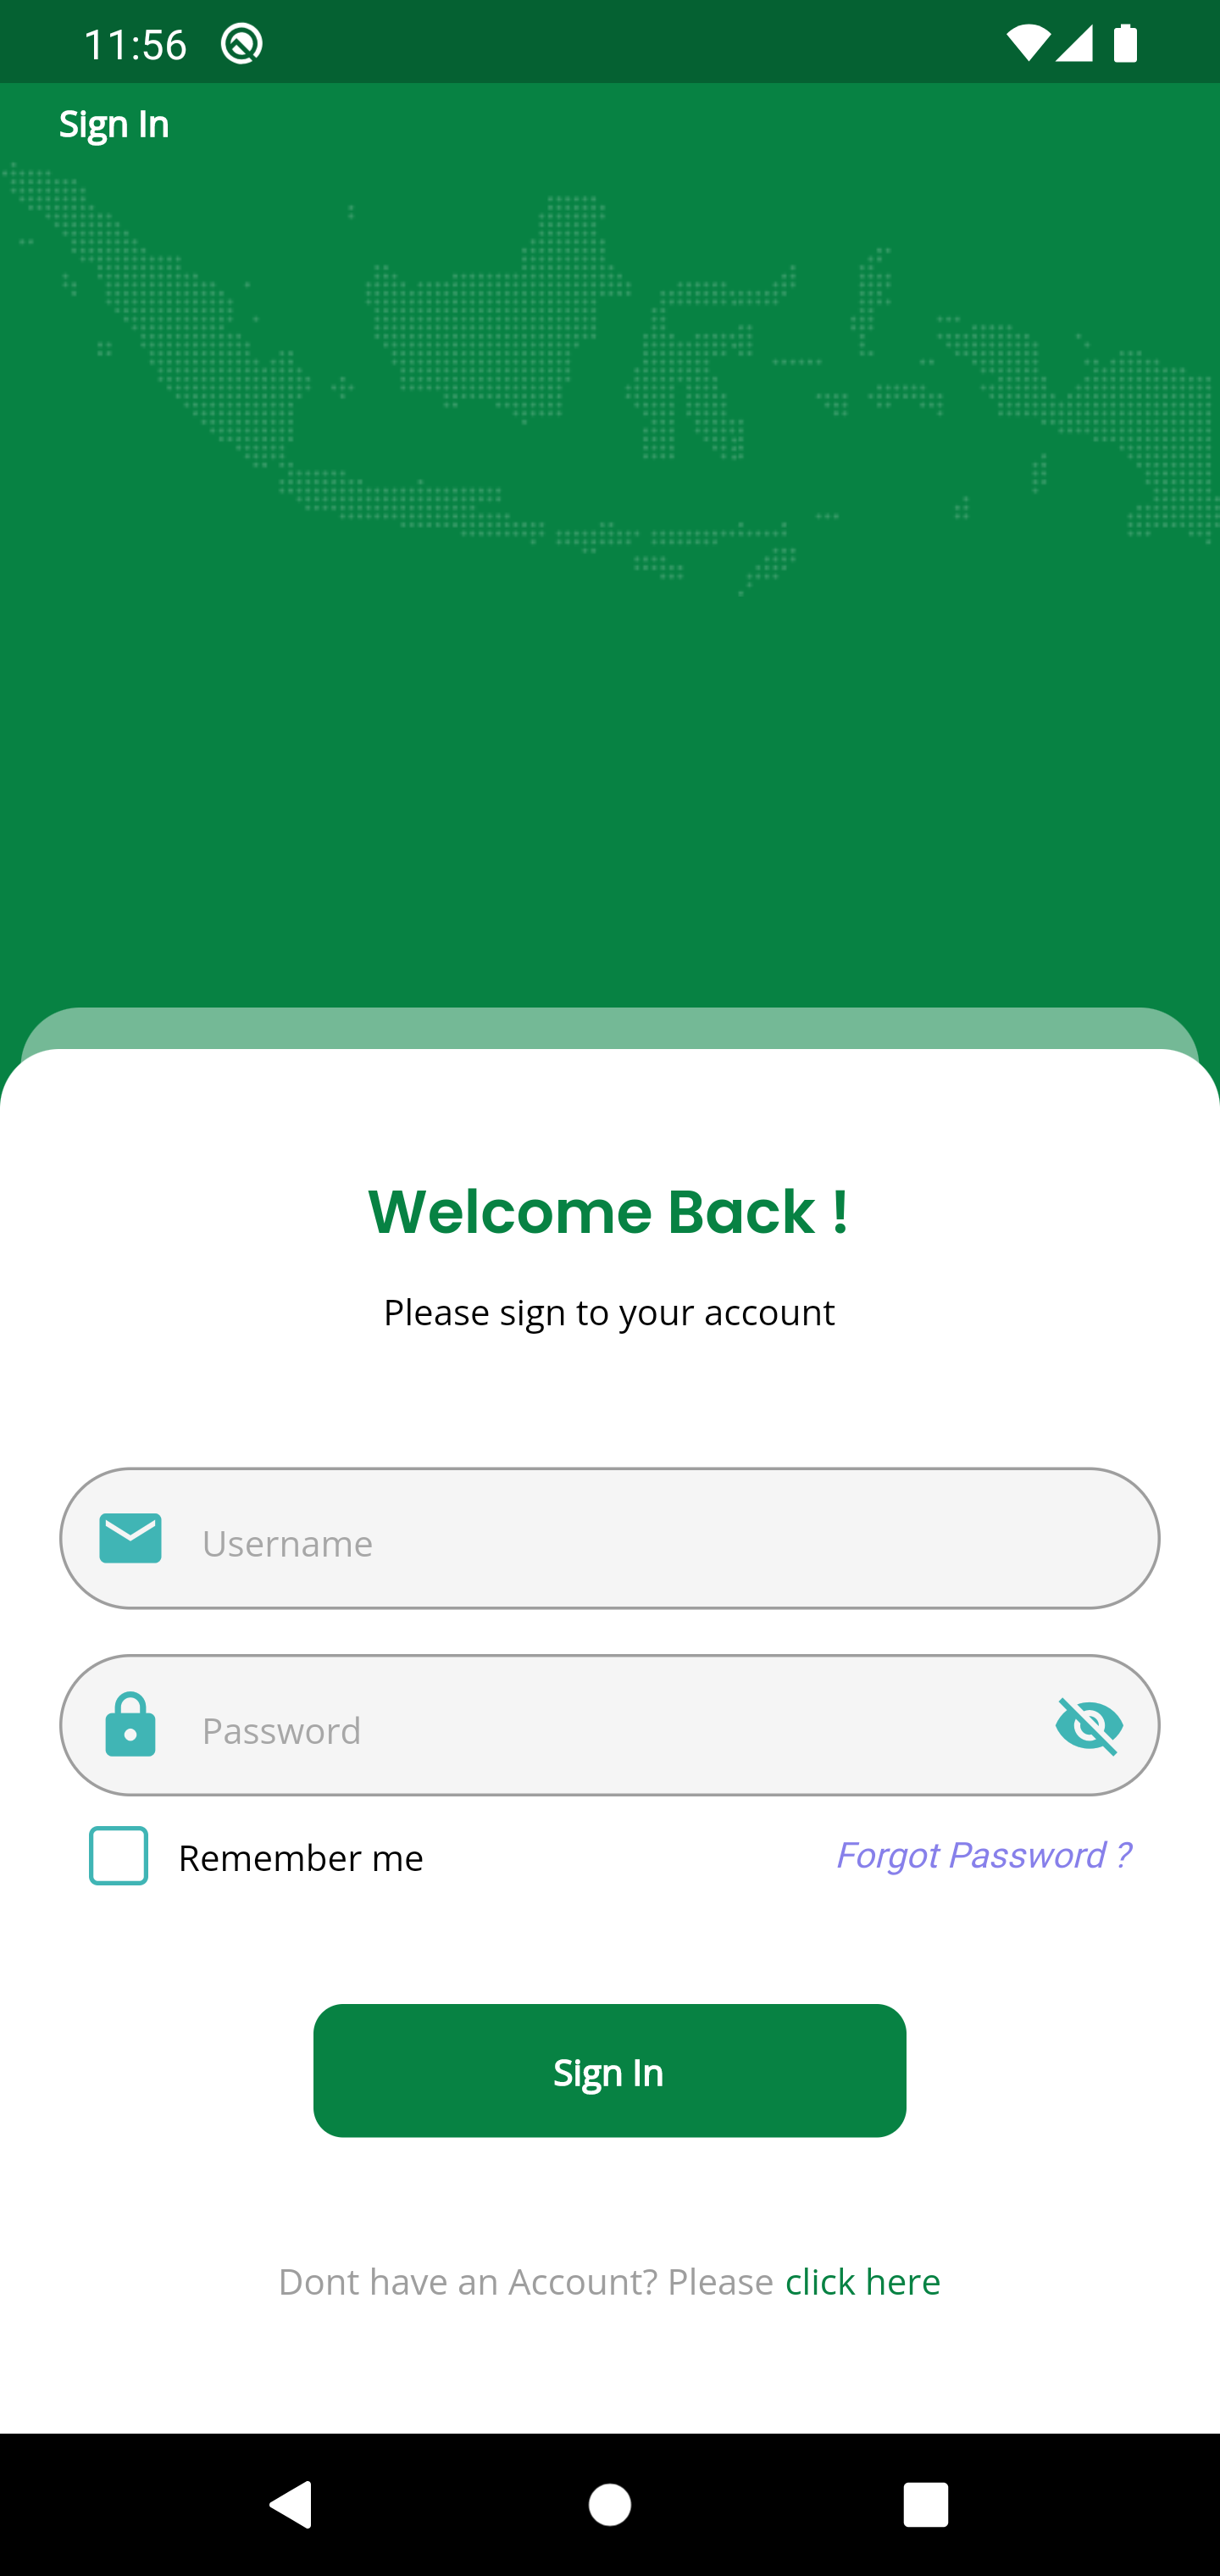 11:56
Sign In
Welcome Back !
Please sign to your account
Username
Password
Remember me
Forgot Password ?
Sign In
Dont have an Account? Please click here